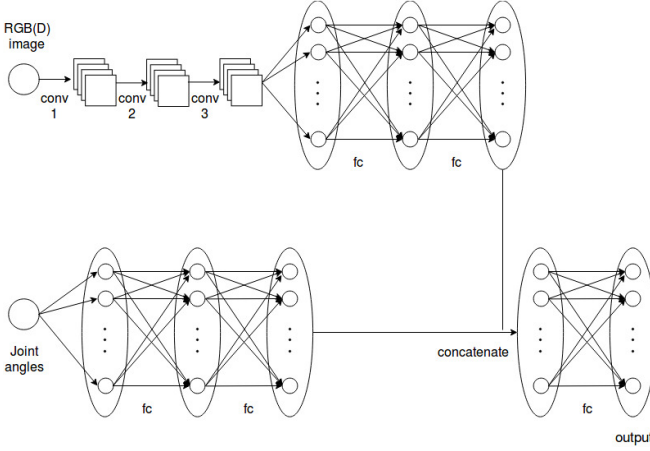 RGB(D)
image
conv
1
conv
2
conv
3
fc
fc
Joint
angles
fc
fc
concatenate
fc
output